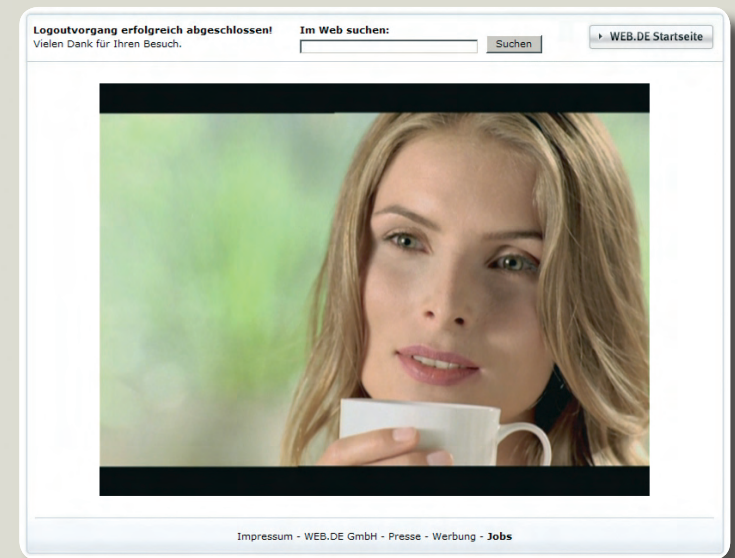 Logoutvorgang erfolgreich abgeschlossen!
Vielen Dank für Ihren Besuch.
Im Web suchen:
Suchen
WEB.DE Startseite
Impressum - WEB.DE GmbH - Presse - Werbung - Jobs